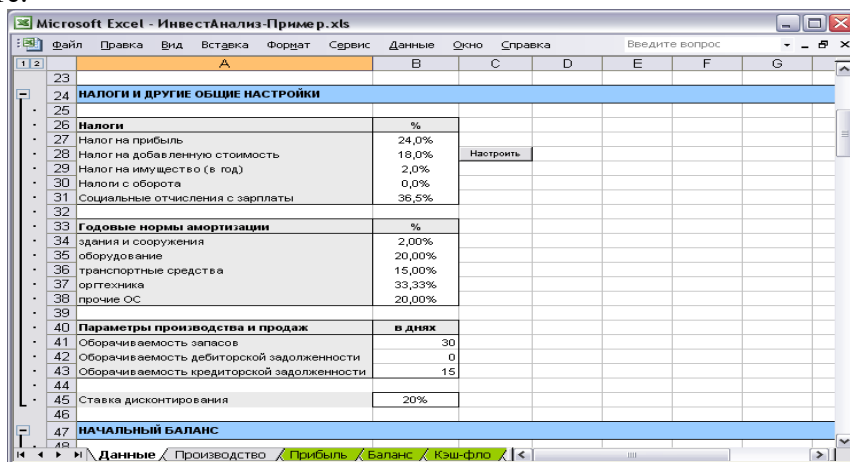 Microsoft Excel - ИнвестАнализ-Пример.xls
Файл Правка Вид Вставка Формат Сервис Данные Окно Справка Введите вопрос
1 2 A B C D E F G
23
24 НАЛОГИ И ДРУГИЕ ОБЩИЕ НАСТРОЙКИ
25
26 Налоги %
27 Налог на прибыль 24,0%
28 Налог на добавленную стоимость 18,0% Настроить
29 Налог на имущество (в год) 2,0%
30 Налоги с оборота 0,0%
31 Социальные отчисления с зарплаты 36,5%
32
33 Годовые нормы амортизации %
34 здания и сооружения 2,00%
35 оборудование 20,00%
36 транспортные средства 15,00%
37 оргтехника 33,33%
38 прочие ОС 20,00%
39
40 Параметры производства и продаж в днях
41 Оборачиваемость запасов 30
42 Оборачиваемость дебиторской задолженности 0
43 Оборачиваемость кредиторской задолженности 15
44
45 Ставка дисконтирования 20%
46
47 НАЧАЛЬНЫЙ БАЛАНС
48
Данные Производство Прибыль Баланс Кэш-фло